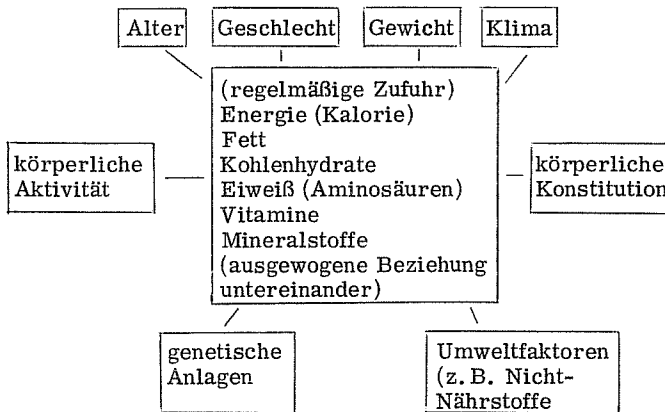 Alter Geschlecht Gewicht Klima
(regelmäßige Zufuhr)
Energie (Kalorie)
Fett
Kohlenhydrate
Eiweiß (Aminosäuren)
Vitamine
Mineralstoffe
(ausgewogene Beziehung
untereinander)
körperliche
Aktivität
körperliche
Konstitution
genetische
Anlagen
Umweltfaktoren
(z. B. Nicht-
Nährstoffe